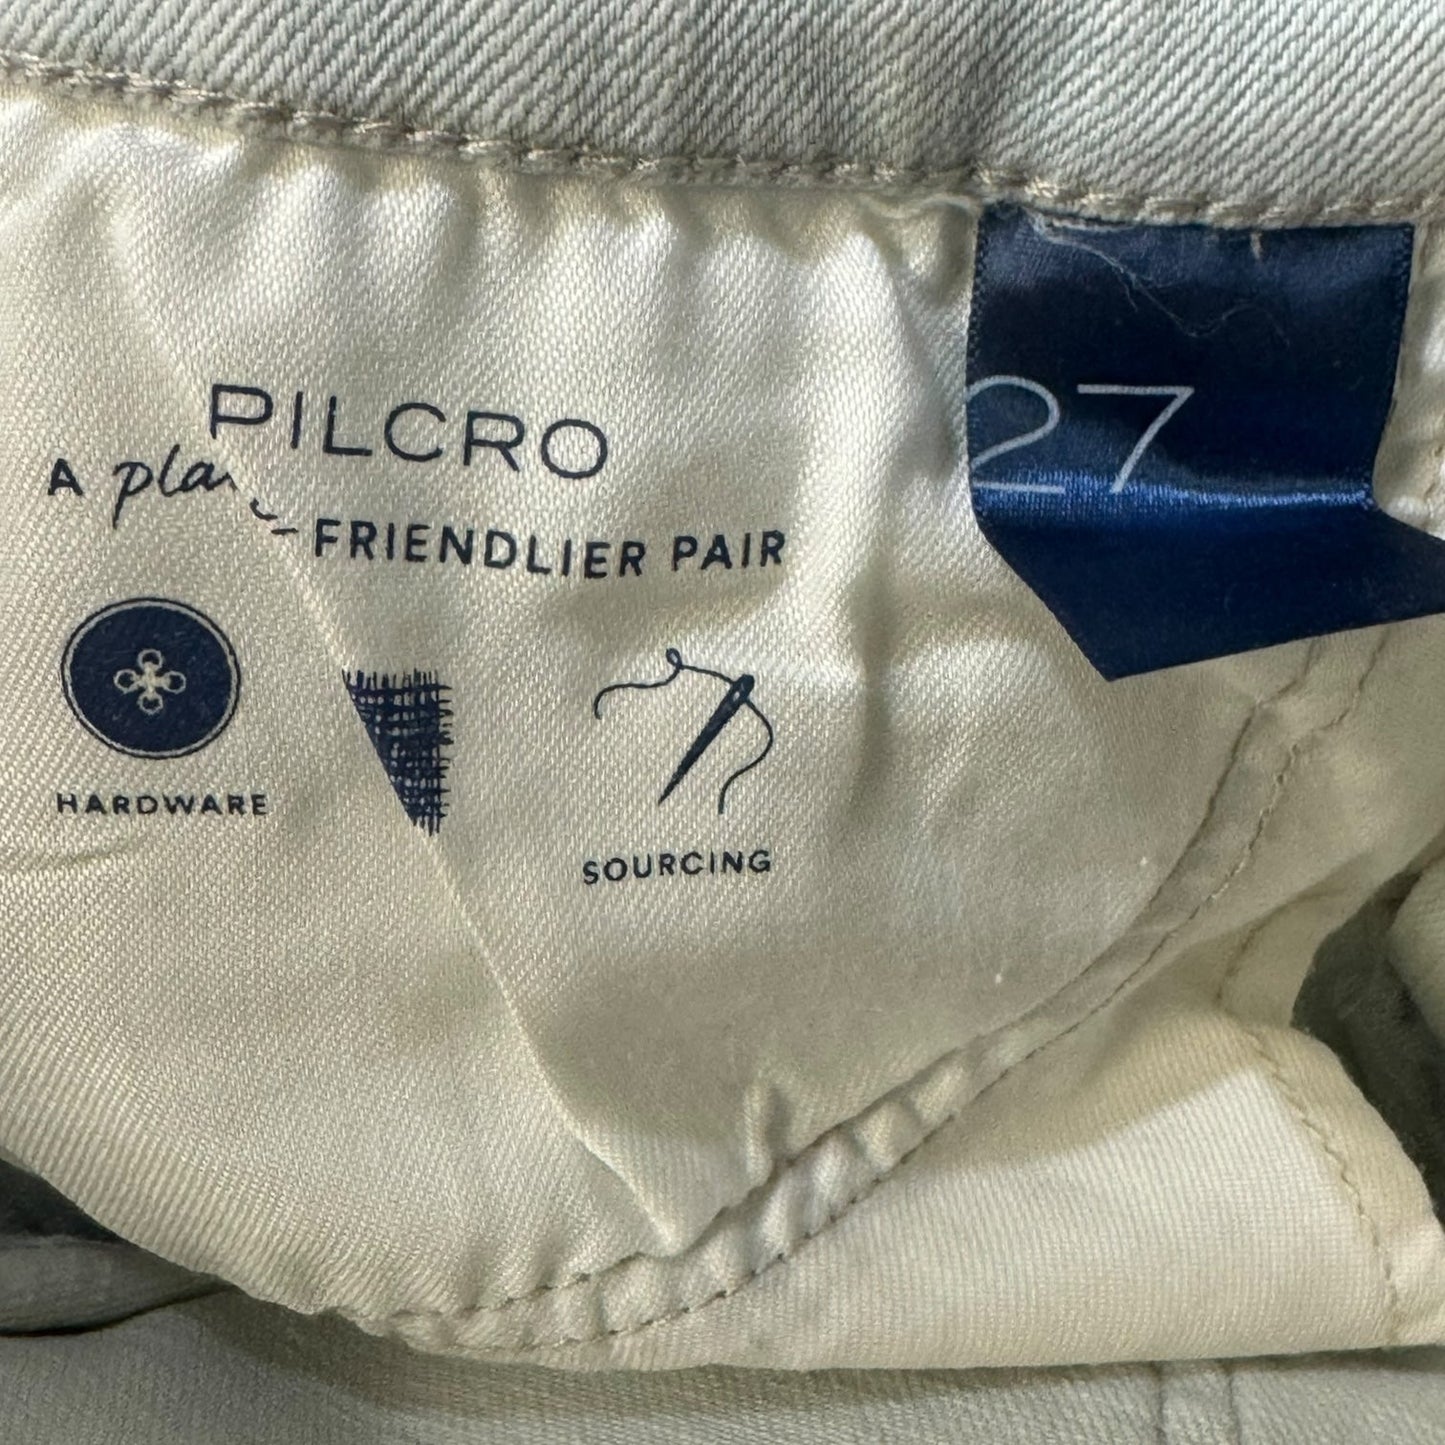 PILCRO
27
A
FRIENDLIER PAIR
HARDWARE
SOURCING